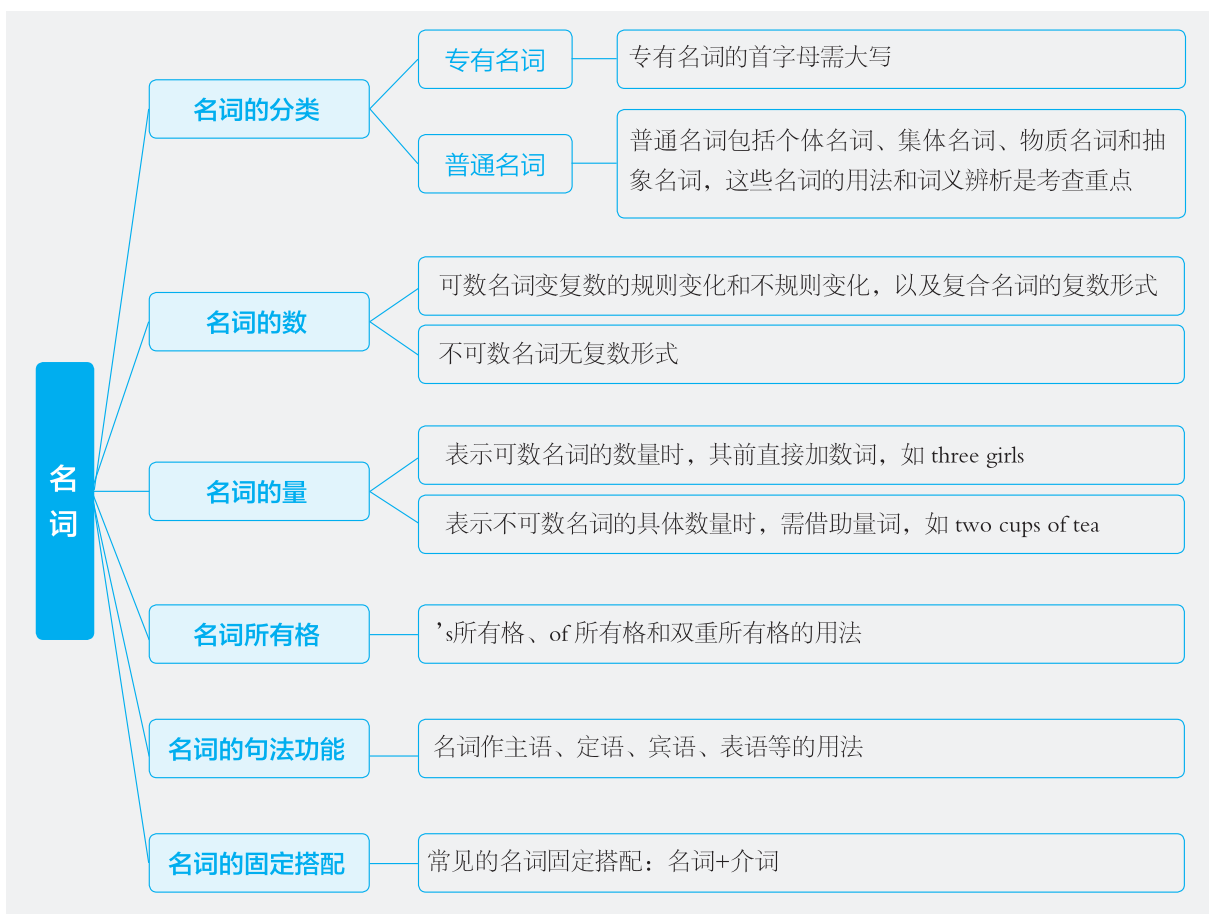 名词
名词的分类
专有名词
专有名词的首字母需大写
普通名词
普通名词包括个体名词、集体名词、物质名词和抽
象名词，这些名词的用法和词义辨析是考查重点
名词的数
可数名词变复数的规则变化和不规则变化，以及复合名词的复数形式
不可数名词无复数形式
名词的量
表示可数名词的数量时，其前直接加数词，如 three girls
表示不可数名词的具体数量时，需借助量词，如 two cups of tea
名词所有格
’s所有格、of 所有格和双重所有格的用法
名词的句法功能
名词作主语、定语、宾语、表语等的用法
名词的固定搭配
常见的名词固定搭配：名词+介词